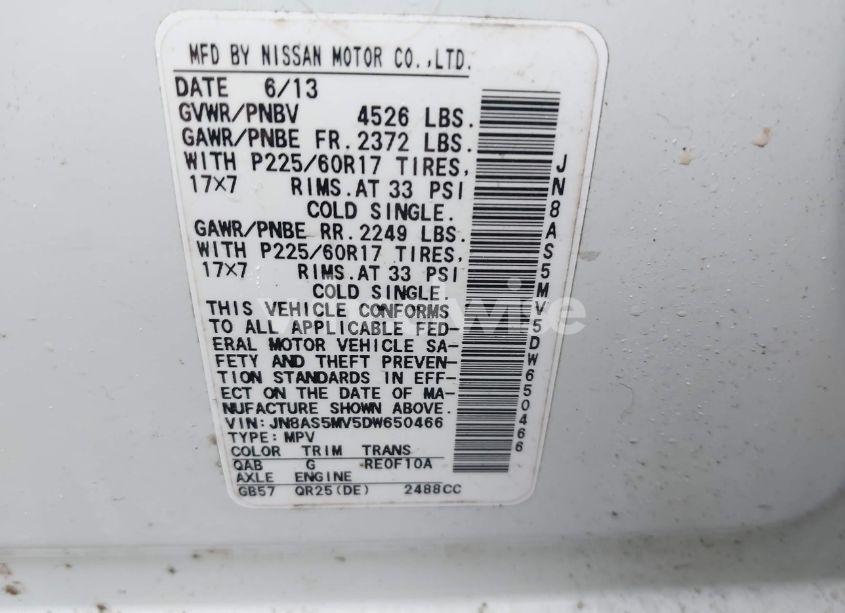 MFD BY NISSAN MOTOR CO.,LTD.
DATE 6/13
GVWR/PNBV 4526 LBS.
GAWR/PNBE FR. 2372 LBS.
WITH P225/60R17 TIRES,
17×7 RIMS.AT 33 PSI
COLD SINGLE.
GAWR/PNBE RR. 2249 LBS.
WITH P225/60R17 TIRES,
17×7 RIMS.AT 33 PSI
COLD SINGLE.
THIS VEHICLE CONFORMS
TO ALL APPLICABLE FED-
ERAL MOTOR VEHICLE SA-
FETY AND THEFT PREVEN-
TION STANDARDS IN EFF-
ECT ON THE DATE OF MA-
NUFACTURE SHOWN ABOVE.
VIN: JN8AS5MV5DW650466
TYPE: MPV
COLOR TRIM TRANS
QAB G RE0F10A
AXLE ENGINE
GB57 QR25(DE) 2488CC
JN8AS5MV5DW650466